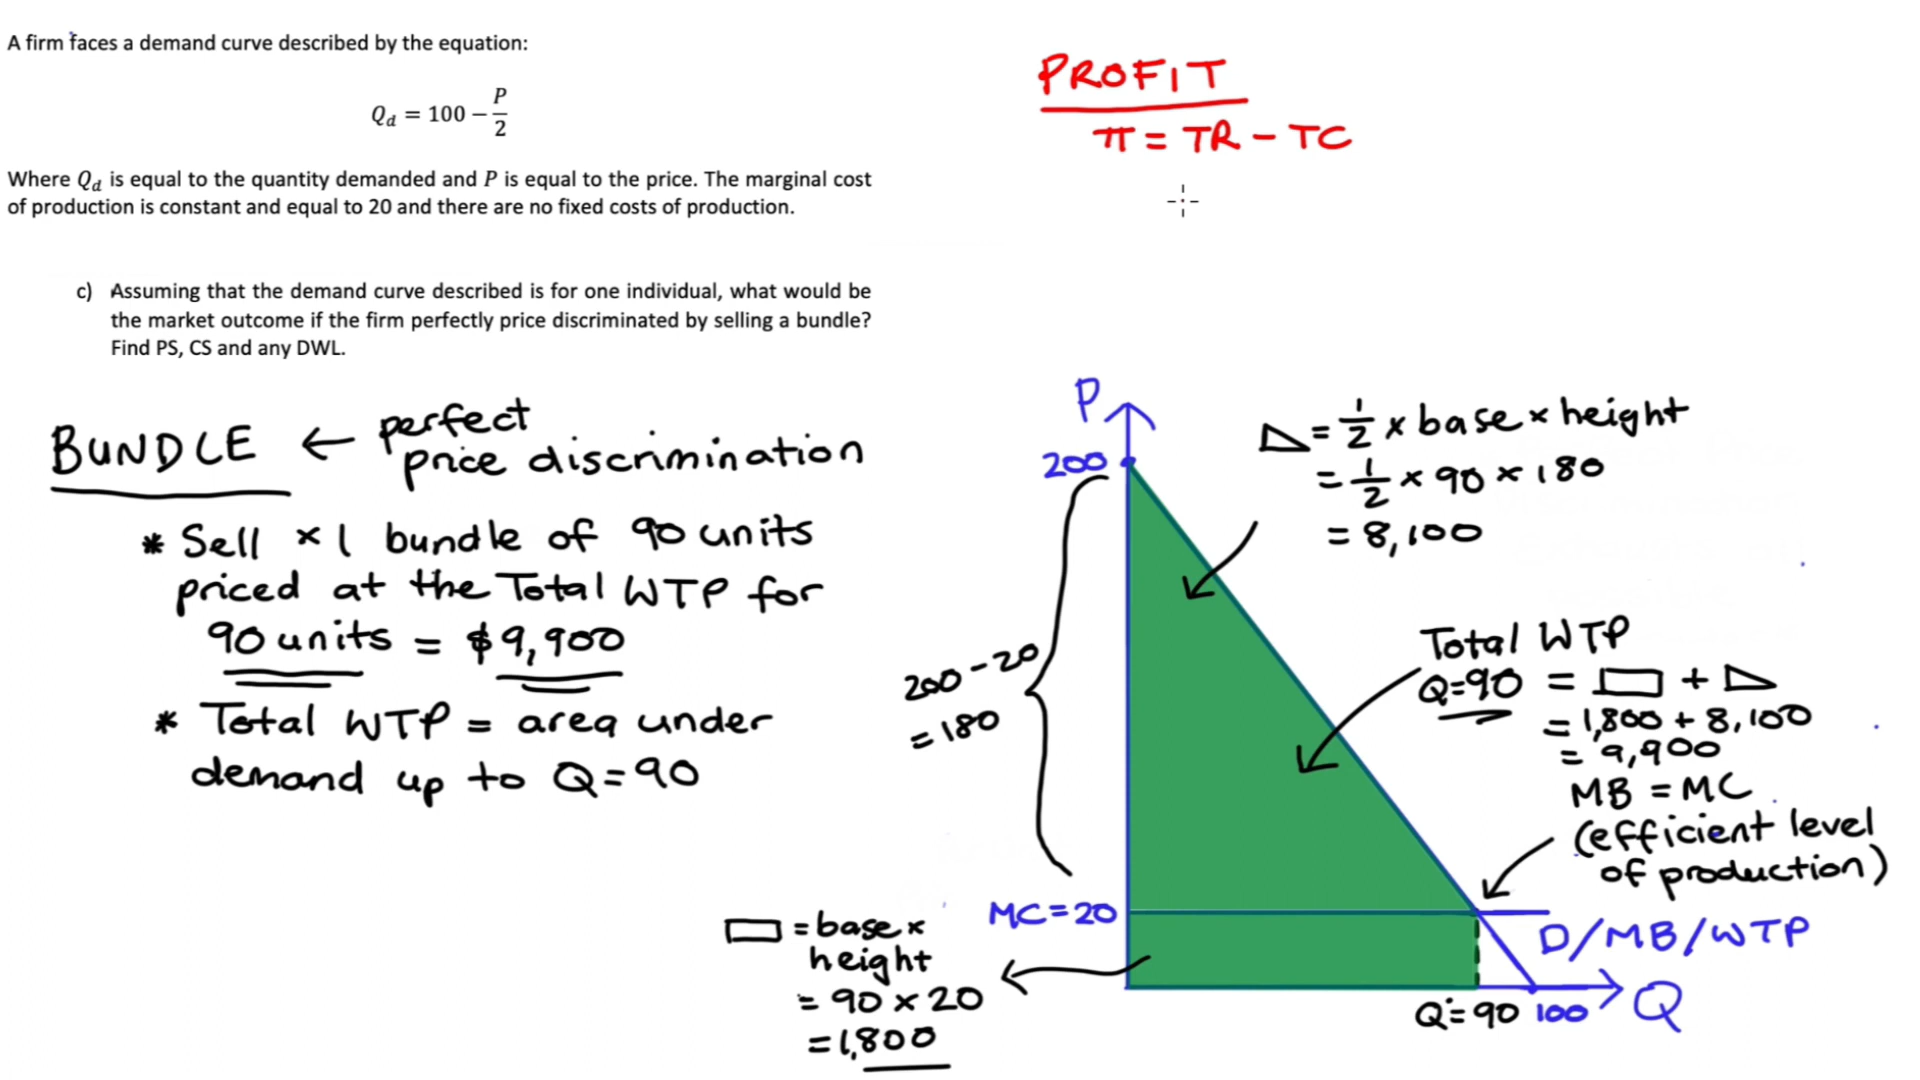 A firm faces a demand curve described by the equation:
Qd = 100 − P/2
Where Qd is equal to the quantity demanded and P is equal to the price. The marginal cost
of production is constant and equal to 20 and there are no fixed costs of production.
c) Assuming that the demand curve described is for one individual, what would be
the market outcome if the firm perfectly price discriminated by selling a bundle?
Find PS, CS and any DWL.
PROFIT
π = TR − TC
BUNDLE ← perfect
price discrimination
* Sell x 1 bundle of 90 units
priced at the Total WTP for
90 units = $9,900
* Total WTP = area under
demand up to Q=90
P
200
200 − 20
= 180
MC=20
▭ = base x
height
= 90 x 20
= 1,800
◺ = 1/2 x base x height
= 1/2 x 90 x 180
= 8,100
Total WTP
Q=90 = ▭ + ◺
= 1,800 + 8,100
= 9,900
MB = MC
(efficient level
of production)
D/MB/WTP
Q=90 100 Q